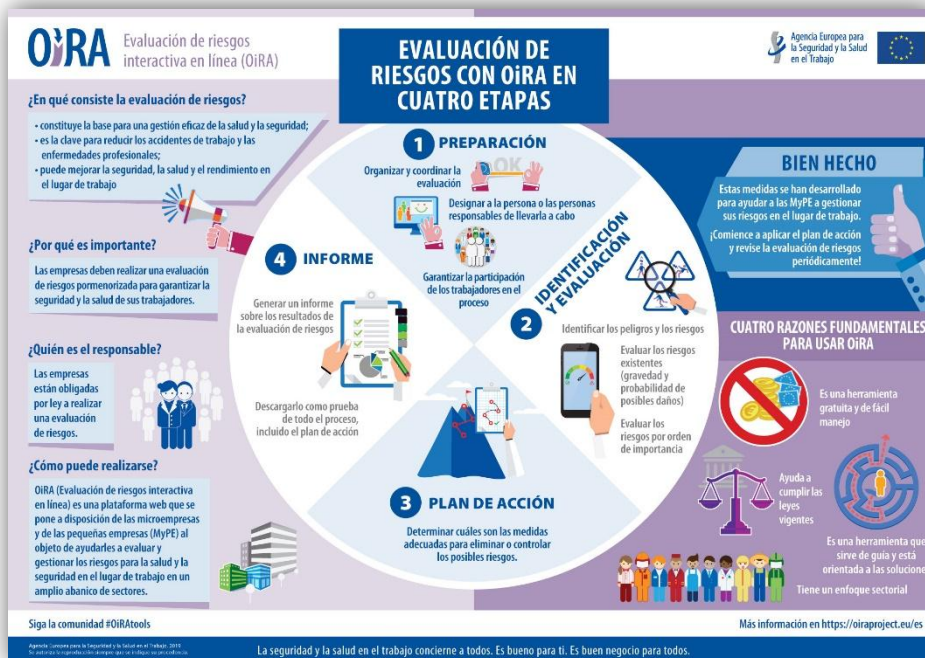 OiRA
Evaluación de riesgos
interactiva en línea (OiRA)
EVALUACIÓN DE
RIESGOS CON OiRA EN
CUATRO ETAPAS
Agencia Europea para
la Seguridad y la Salud
en el Trabajo
¿En qué consiste la evaluación de riesgos?
• constituye la base para una gestión eficaz de la salud y la seguridad;
• es la clave para reducir los accidentes de trabajo y las
enfermedades profesionales;
• puede mejorar la seguridad, la salud y el rendimiento en
el lugar de trabajo
¿Por qué es importante?
Las empresas deben realizar una evaluación
de riesgos pormenorizada para garantizar la
seguridad y la salud de sus trabajadores.
¿Quién es el responsable?
Las empresas
están obligadas
por ley a realizar
una evaluación
de riesgos.
¿Cómo puede realizarse?
OiRA (Evaluación de riesgos interactiva
en línea) es una plataforma web que se
pone a disposición de las microempresas
y de las pequeñas empresas (MyPE) al
objeto de ayudarles a evaluar y
gestionar los riesgos para la salud y la
seguridad en el lugar de trabajo en un
amplio abanico de sectores.
1 PREPARACIÓN
OK
Organizar y coordinar la
evaluación
Designar a la persona o las personas
responsables de llevarla a cabo
Garantizar la participación
de los trabajadores en el
proceso
2 IDENTIFICACIÓN
Y EVALUACIÓN
Identificar los peligros y los riesgos
Evaluar los riesgos
existentes
(gravedad y
probabilidad de
posibles daños)
Evaluar los
riesgos por orden
de importancia
3 PLAN DE ACCIÓN
Determinar cuáles son las medidas
adecuadas para eliminar o controlar
los posibles riesgos.
4 INFORME
Generar un informe
sobre los resultados de
la evaluación de riesgos
Descargarlo como prueba
de todo el proceso,
incluido el plan de acción
BIEN HECHO
Estas medidas se han desarrollado
para ayudar a las MyPE a gestionar
sus riesgos en el lugar de trabajo.
¡Comience a aplicar el plan de acción
y revise la evaluación de riesgos
periódicamente!
CUATRO RAZONES FUNDAMENTALES
PARA USAR OiRA
Es una herramienta
gratuita y de fácil
manejo
Ayuda a
cumplir las
leyes
vigentes
Es una herramienta que
sirve de guía y está
orientada a las solucione
Tiene un enfoque sectorial
Siga la comunidad #OiRAtools
Más información en https://oiraproject.eu/es
Agencia Europea para la Seguridad y la Salud en el Trabajo, 2019
Se autoriza la reproducción siempre que se indique su procedencia.
La seguridad y la salud en el trabajo concierne a todos. Es bueno para ti. Es buen negocio para todos.